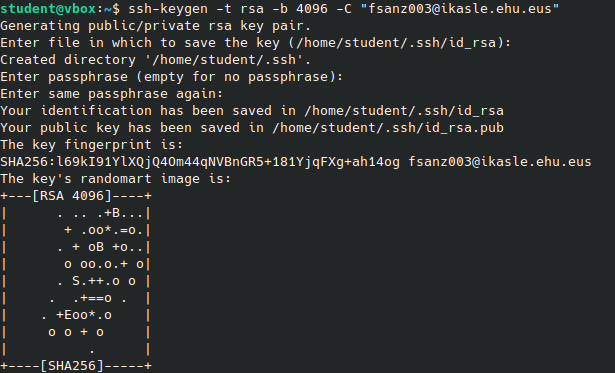 student@vbox:~$ ssh-keygen -t rsa -b 4096 -C "fsanz003@ikasle.ehu.eus"
Generating public/private rsa key pair.
Enter file in which to save the key (/home/student/.ssh/id_rsa):
Created directory '/home/student/.ssh'.
Enter passphrase (empty for no passphrase):
Enter same passphrase again:
Your identification has been saved in /home/student/.ssh/id_rsa
Your public key has been saved in /home/student/.ssh/id_rsa.pub
The key fingerprint is:
SHA256:l69kI91YlXQjQ4Om44qNVBnGR5+181YjqFXg+ah14og fsanz003@ikasle.ehu.eus
The key's randomart image is:
+---[RSA 4096]----+
|      . .. .+B...|
|       + .oo*.=o.|
|      . + oB +o..|
|       o oo.o.+ o|
|      . S.++.o o |
|     .  .+==o .  |
|    . +Eoo*.o    |
|     o o + o     |
|          .      |
+----[SHA256]-----+